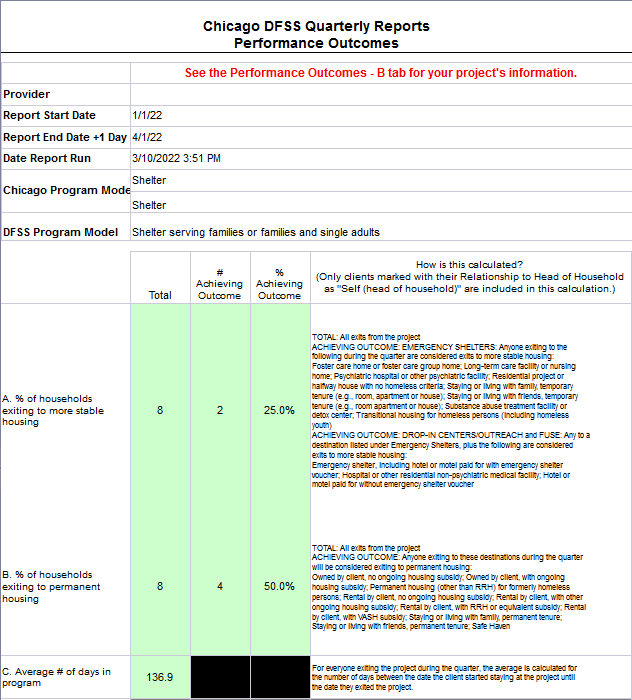 Chicago DFSS Quarterly Reports
Performance Outcomes
See the Performance Outcomes - B tab for your project's information.
Provider
Report Start Date 1/1/22
Report End Date +1 Day 4/1/22
Date Report Run 3/10/2022 3:51 PM
Chicago Program Mode
Shelter
Shelter
DFSS Program Model Shelter serving families or families and single adults
Total
#
Achieving
Outcome
%
Achieving
Outcome
How is this calculated?
(Only clients marked with their Relationship to Head of Household
as "Self (head of household)" are included in this calculation.)
A. % of households
exiting to more stable
housing
8
2
25.0%
TOTAL: All exits from the project
ACHIEVING OUTCOME: EMERGENCY SHELTERS: Anyone exiting to the
following during the quarter are considered exits to more stable housing:
Foster care home or foster care group home; Long-term care facility or nursing
home; Psychiatric hospital or other psychiatric facility; Residential project or
halfway house with no homeless criteria; Staying or living with family, temporary
tenure (e.g., room, apartment or house); Staying or living with friends, temporary
tenure (e.g., room apartment or house); Substance abuse treatment facility or
detox center; Transitional housing for homeless persons (including homeless
youth)
ACHIEVING OUTCOME: DROP-IN CENTERS/OUTREACH and FUSE: Any to a
destination listed under Emergency Shelters, plus the following are considered
exits to more stable housing:
Emergency shelter, including hotel or motel paid for with emergency shelter
voucher; Hospital or other residential non-psychiatric medical facility; Hotel or
motel paid for without emergency shelter voucher
B. % of households
exiting to permanent
housing
8
4
50.0%
TOTAL: All exits from the project
ACHIEVING OUTCOME: Anyone exiting to these destinations during the quarter
will be considered exiting to permanent housing:
Owned by client, no ongoing housing subsidy; Owned by client, with ongoing
housing subsidy; Permanent housing (other than RRH) for formerly homeless
persons; Rental by client, no ongoing housing subsidy; Rental by client, with other
ongoing housing subsidy; Rental by client, with RRH or equivalent subsidy; Rental
by client, with VASH subsidy; Staying or living with family, permanent tenure;
Staying or living with friends, permanent tenure; Safe Haven
C. Average # of days in
program
136.9
For everyone exiting the project during the quarter, the average is calculated for
the number of days between the date the client started staying at the project until
the date they exited the project.